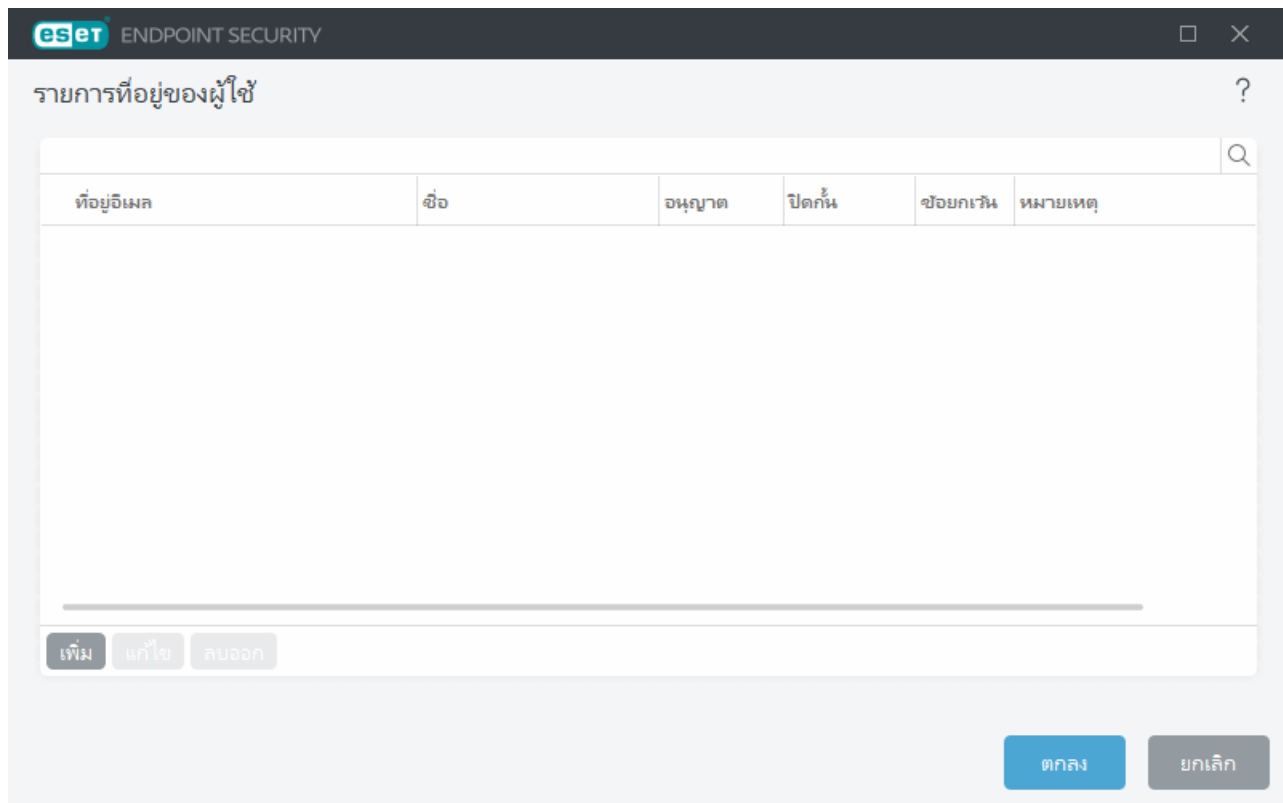 eset ENDPOINT SECURITY
รายการที่อยู่ของผู้ใช้
?
ที่อยู่อีเมล ชื่อ อนุญาต ปิดกั้น ข้อยกเว้น หมายเหตุ
เพิ่ม แก้ไข ลบออก
ตกลง ยกเลิก